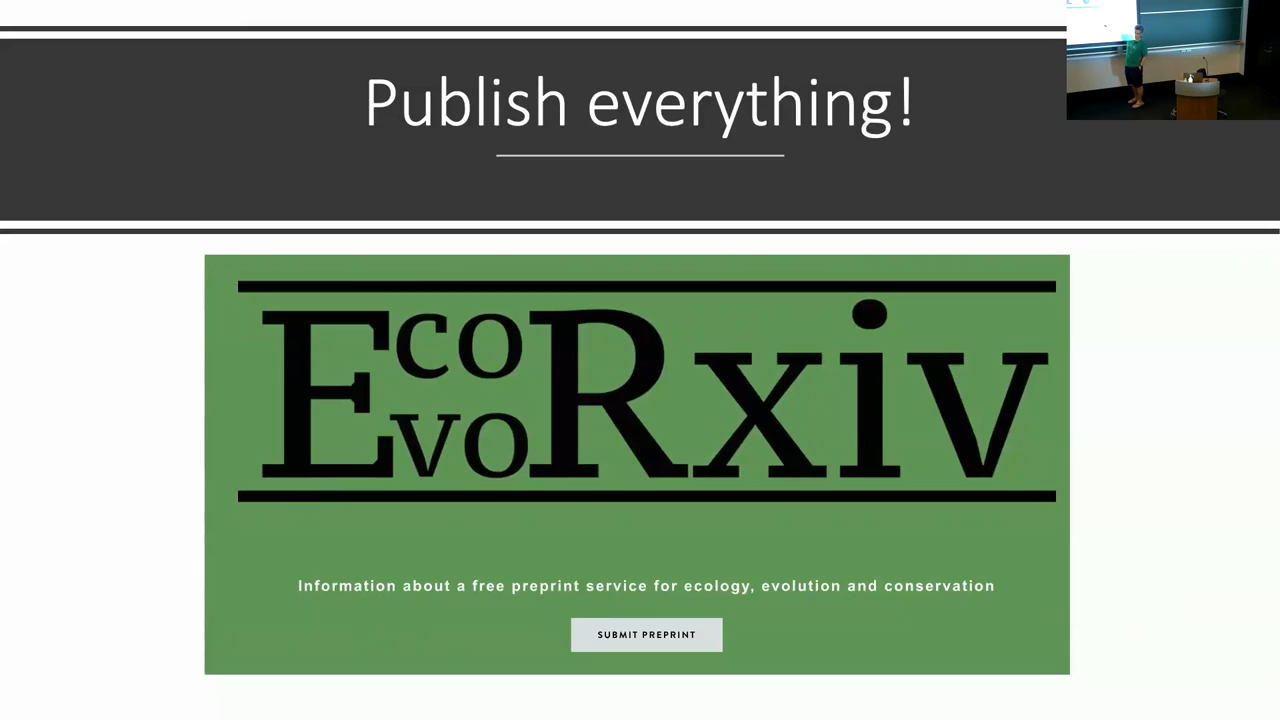 Publish everything!
EcoEvoRxiv
Information about a free preprint service for ecology, evolution and conservation
SUBMIT PREPRINT